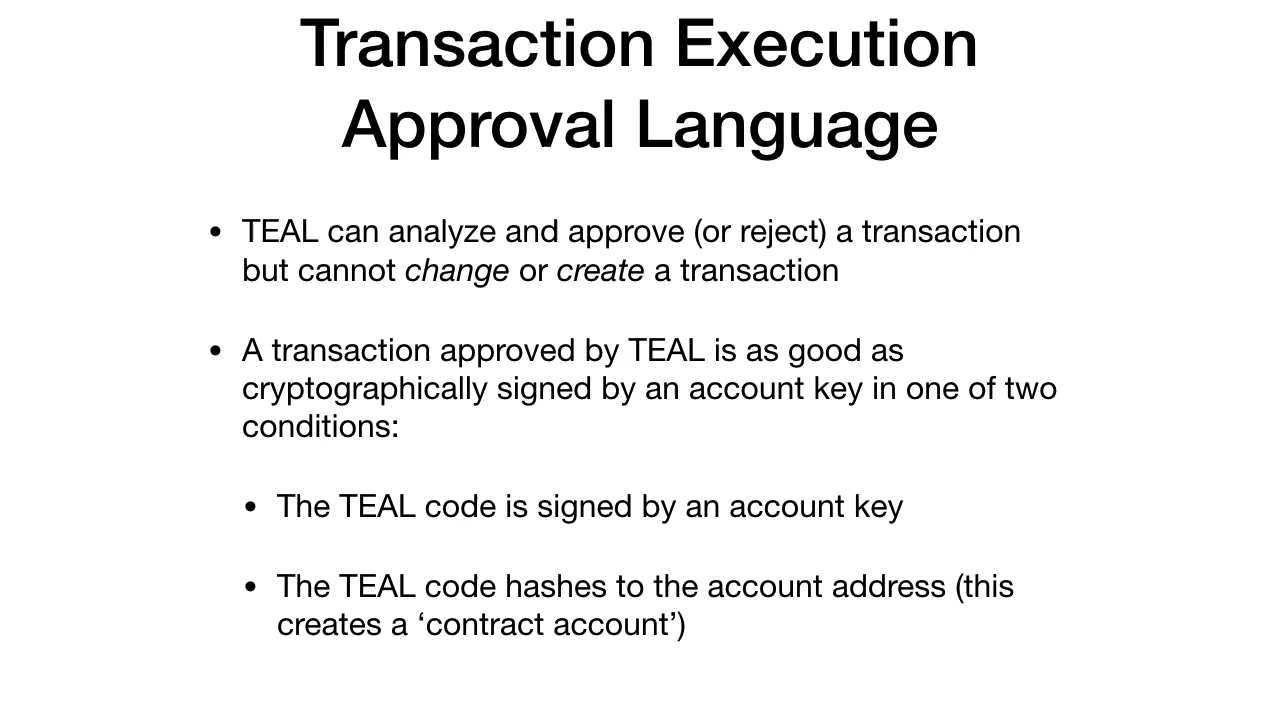 Transaction Execution
Approval Language
• TEAL can analyze and approve (or reject) a transaction
but cannot change or create a transaction
• A transaction approved by TEAL is as good as
cryptographically signed by an account key in one of two
conditions:
• The TEAL code is signed by an account key
• The TEAL code hashes to the account address (this
creates a ‘contract account’)